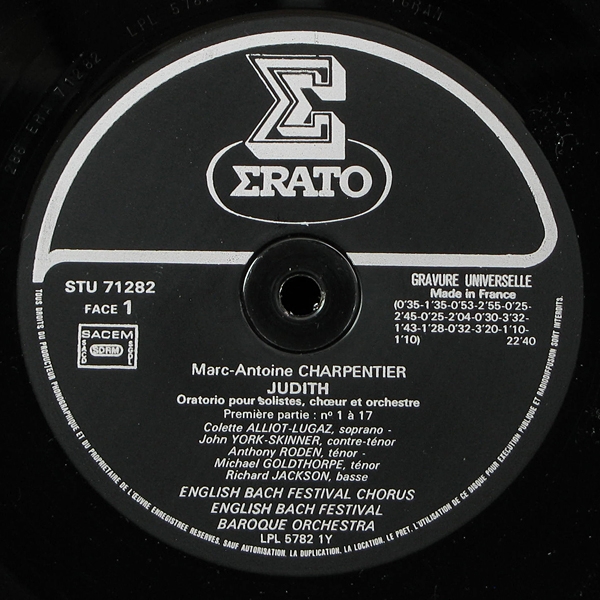 Σ
ΣRATO
STU 71282
FACE 1
SACEM
SACD SDRM SGDL
GRAVURE UNIVERSELLE
Made in France
(0'35-1'35-0'53-2'55-0'25-
2'45-0'25-2'04-0'30-3'32-
1'43-1'28-0'32-3'20-1'10-
1'10) 22'40
Marc-Antoine CHARPENTIER
JUDITH
Oratorio pour solistes, chœur et orchestre
Première partie : nº 1 à 17
Colette ALLIOT-LUGAZ, soprano -
John YORK-SKINNER, contre-ténor
Anthony RODEN, ténor -
Michael GOLDTHORPE, ténor
Richard JACKSON, basse
ENGLISH BACH FESTIVAL CHORUS
ENGLISH BACH FESTIVAL
BAROQUE ORCHESTRA
LPL 5782 1Y
TOUS DROITS DU PRODUCTEUR PHONOGRAPHIQUE ET DU PROPRIETAIRE DE L'ŒUVRE ENREGISTREE RESERVES. SAUF AUTORISATION. LA DUPLICATION. LA LOCATION. LE PRET. L'UTILISATION DE CE DISQUE POUR EXECUTION PUBLIQUE ET RADIODIFFUSION SONT INTERDITS.
LPL 5782